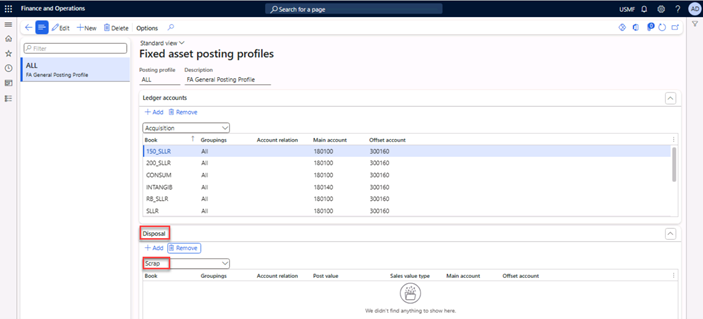 Finance and Operations
Search for a page
USMF
AD
Edit
New
Delete
Options
Filter
ALL
FA General Posting Profile
Standard view
Fixed asset posting profiles
Posting profile Description
ALL FA General Posting Profile
Ledger accounts
Add Remove
Acquisition
Book Groupings Account relation Main account Offset account
150_SLLR All 180100 300160
200_SLLR All 180100 300160
CONSUM All 180100 300160
INTANGIB All 180140 300160
RB_SLLR All 180100 300160
SLLR All 180100 300160
Disposal
Add Remove
Scrap
Book Groupings Account relation Post value Sales value type Main account Offset account
We didn't find anything to show here.